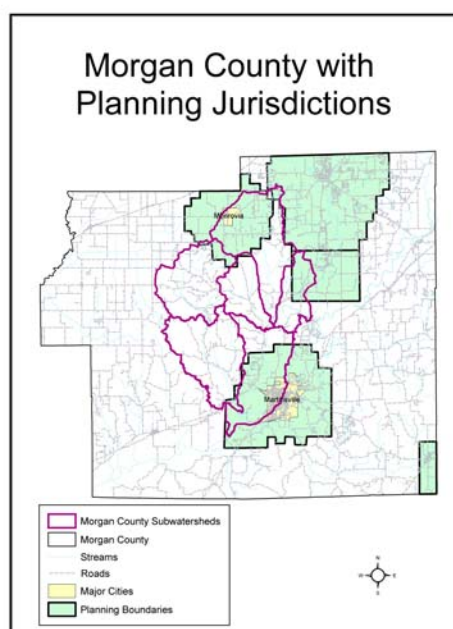 Morgan County with
Planning Jurisdictions
Monrovia
Martinsville
Morgan County Subwatersheds
Morgan County
Streams
Roads
Major Cities
Planning Boundaries
N
W
E
S